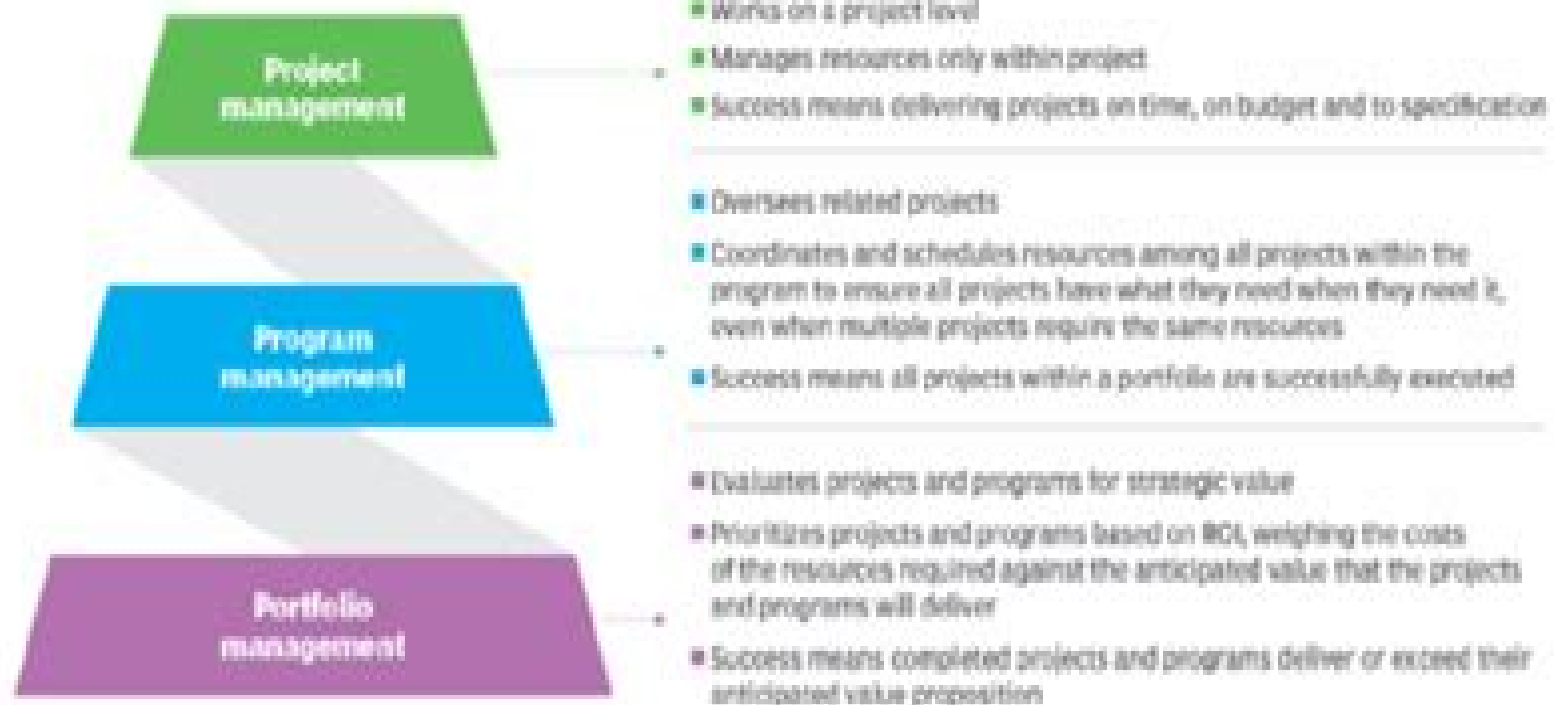 Project
management
Works on a project level
Manages resources only within project
Success means delivering projects on time, on budget and to specification
Program
management
Oversees related projects
Coordinates and schedules resources among all projects within the
program to ensure all projects have what they need when they need it,
even when multiple projects require the same resources
Success means all projects within a portfolio are successfully executed
Portfolio
management
Evaluates projects and programs for strategic value
Prioritizes projects and programs based on ROI, weighing the costs
of the resources required against the anticipated value that the projects
and programs will deliver
Success means completed projects and programs deliver or exceed their
anticipated value proposition